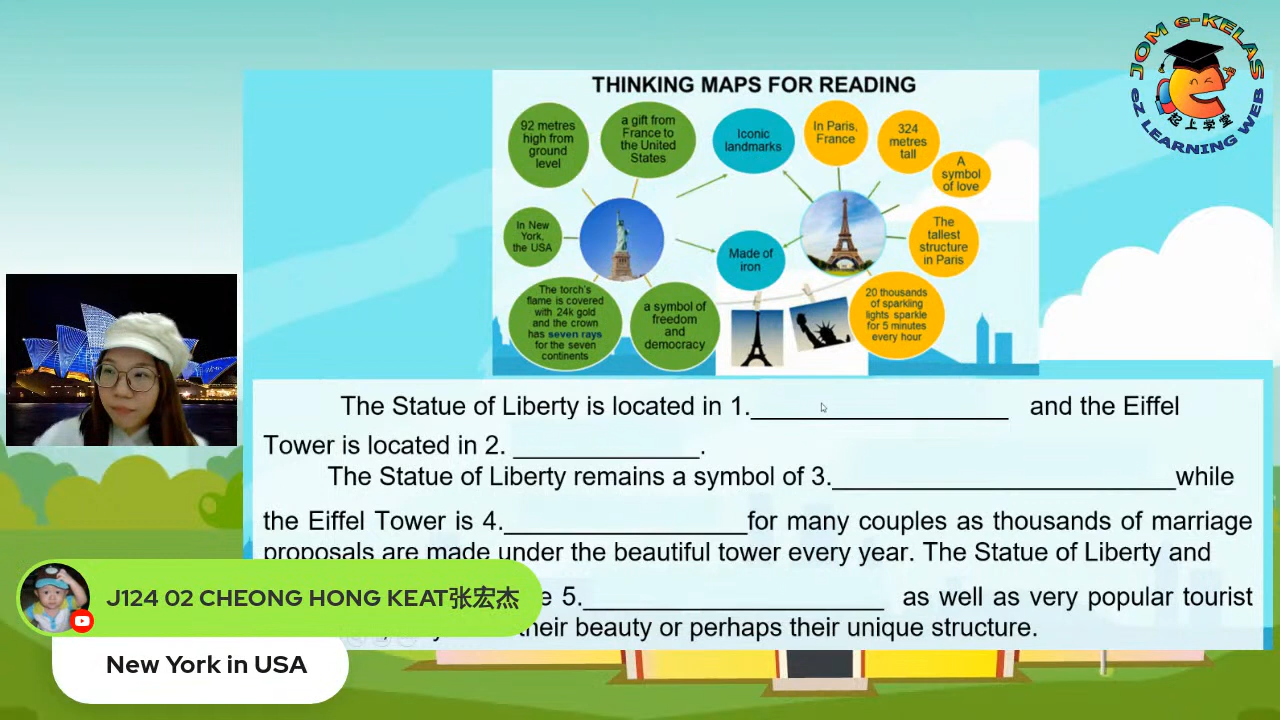 JOM e-KELAS
起上学堂
eZ LEARNING WEB
THINKING MAPS FOR READING
92 metres
high from
ground
level
a gift from
France to
the United
States
Iconic
landmarks
In Paris,
France
324
metres
tall
A
symbol
of love
In New
York,
the USA
Made of
iron
The
tallest
structure
in Paris
The torch's
flame is covered
with 24k gold
and the crown
has seven rays
for the seven
continents
a symbol of
freedom
and
democracy
20 thousands
of sparkling
lights sparkle
for 5 minutes
every hour
The Statue of Liberty is located in 1.____________________ and the Eiffel
Tower is located in 2. ______________.
The Statue of Liberty remains a symbol of 3.__________________________while
the Eiffel Tower is 4.___________________for many couples as thousands of marriage
proposals are made under the beautiful tower every year. The Statue of Liberty and
5._______________________ as well as very popular tourist
their beauty or perhaps their unique structure.
J124 02 CHEONG HONG KEAT张宏杰
New York in USA